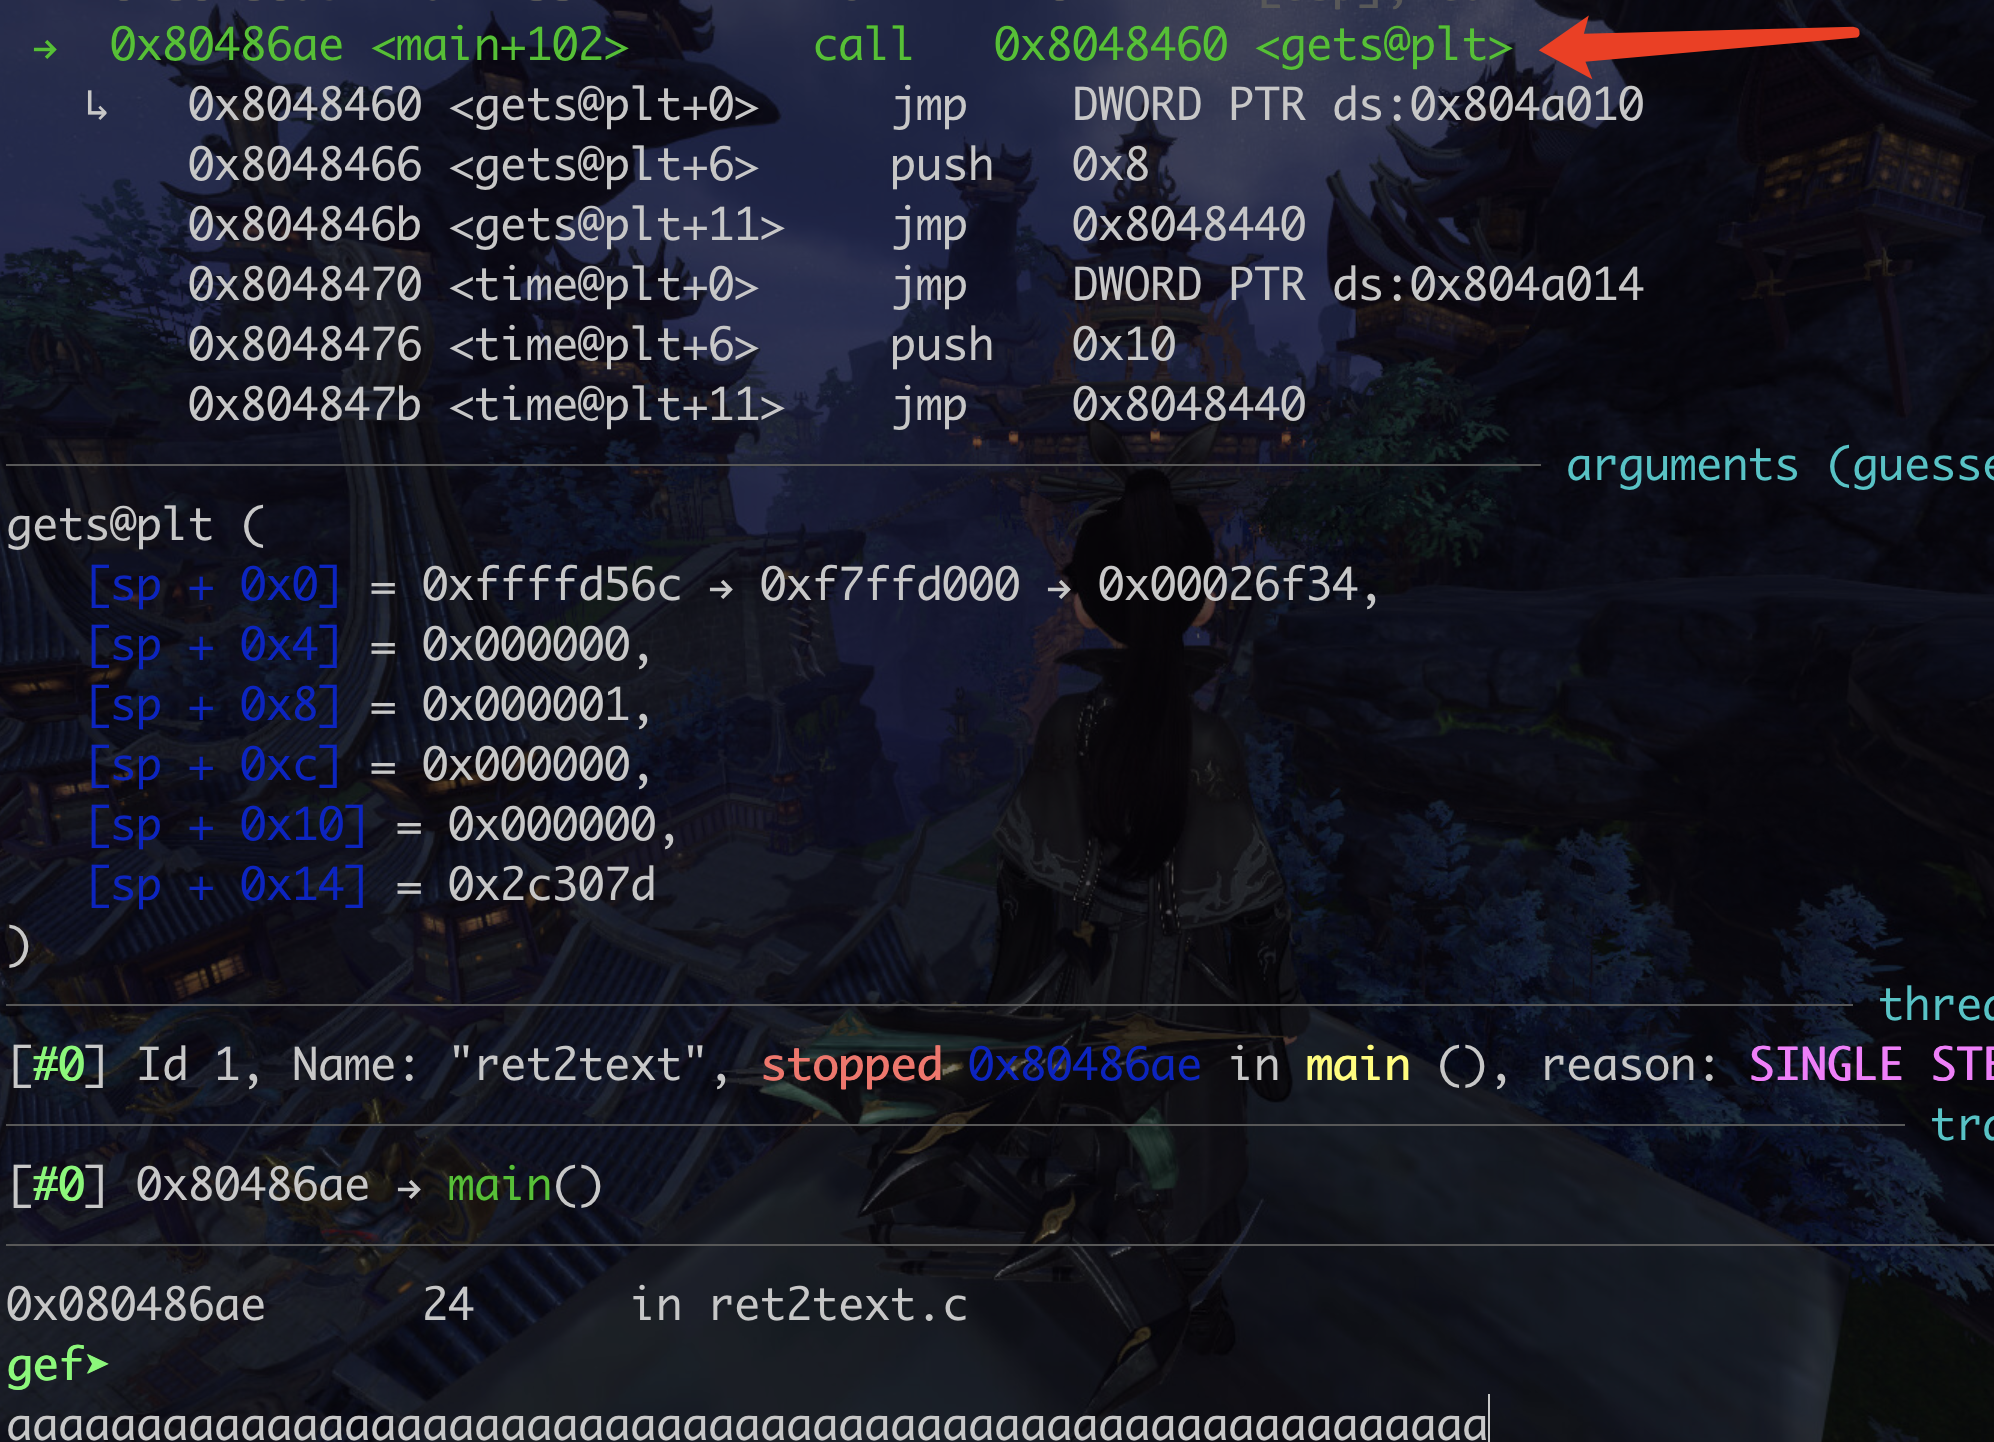 → 0x80486ae <main+102> call 0x8048460 <gets@plt>
↳ 0x8048460 <gets@plt+0> jmp DWORD PTR ds:0x804a010
0x8048466 <gets@plt+6> push 0x8
0x804846b <gets@plt+11> jmp 0x8048440
0x8048470 <time@plt+0> jmp DWORD PTR ds:0x804a014
0x8048476 <time@plt+6> push 0x10
0x804847b <time@plt+11> jmp 0x8048440
arguments (guesse
gets@plt (
[sp + 0x0] = 0xffffd56c → 0xf7ffd000 → 0x00026f34,
[sp + 0x4] = 0x000000,
[sp + 0x8] = 0x000001,
[sp + 0xc] = 0x000000,
[sp + 0x10] = 0x000000,
[sp + 0x14] = 0x2c307d
)
threa
[#0] Id 1, Name: "ret2text", stopped 0x80486ae in main (), reason: SINGLE STE
tra
[#0] 0x80486ae → main()
0x080486ae 24 in ret2text.c
gef➤
aaaaaaaaaaaaaaaaaaaaaaaaaaaaaaaaaaaaaaaaaaaaaaaaaaaaaaaaa